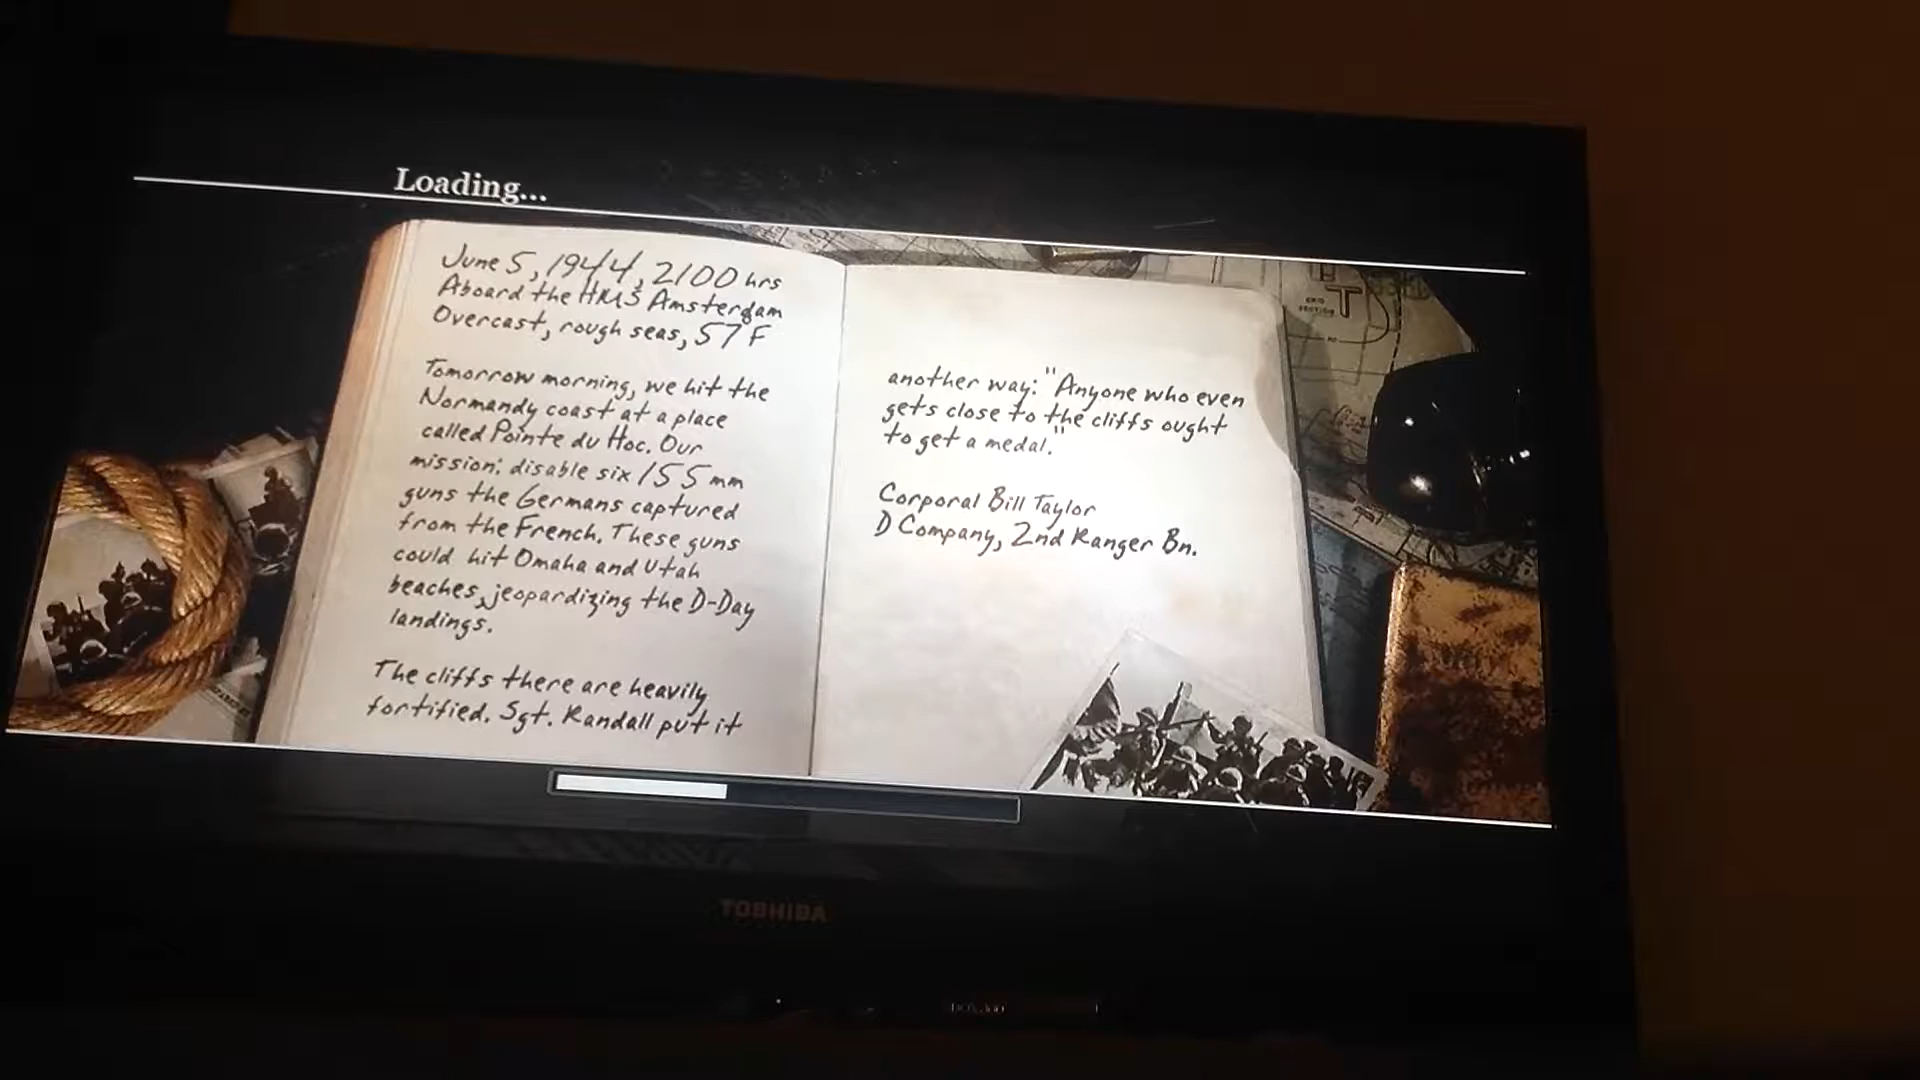 Loading...
June 5, 1944, 2100 hrs
Aboard the HMS Amsterdam
Overcast, rough seas, 57 F
Tomorrow morning, we hit the
Normandy coast at a place
called Pointe du Hoc. Our
mission: disable six 155 mm
guns the Germans captured
from the French. These guns
could hit Omaha and Utah
beaches, jeopardizing the D-Day
landings.
The cliffs there are heavily
fortified. Sgt. Randall put it
another way: "Anyone who even
gets close to the cliffs ought
to get a medal."
Corporal Bill Taylor
D Company, 2nd Ranger Bn.
GRID
SECTION
T
TOSHIBA